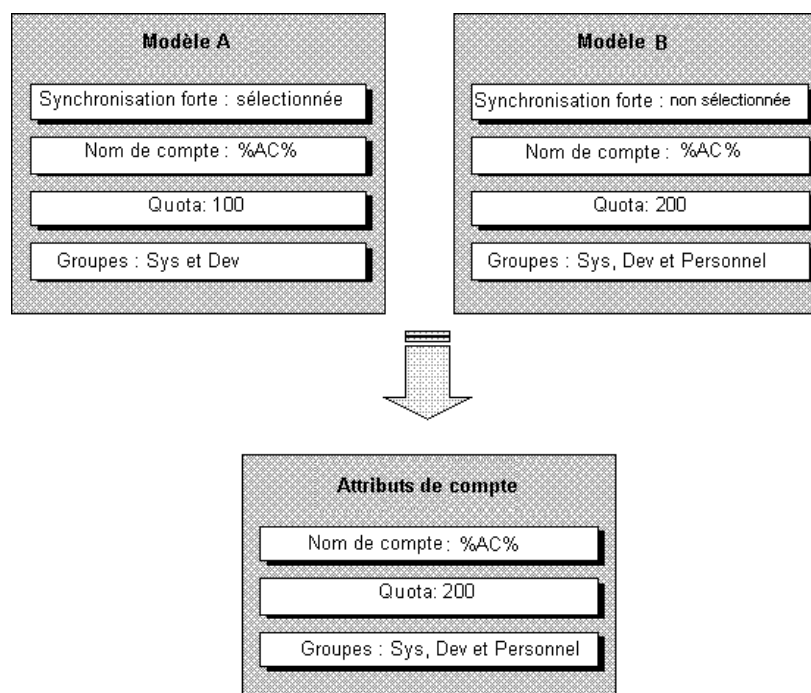 Modèle A
Synchronisation forte : sélectionnée
Nom de compte : %AC%
Quota: 100
Groupes : Sys et Dev
Modèle B
Synchronisation forte : non sélectionnée
Nom de compte : %AC%
Quota: 200
Groupes : Sys, Dev et Personnel
Attributs de compte
Nom de compte : %AC%
Quota: 200
Groupes : Sys, Dev et Personnel